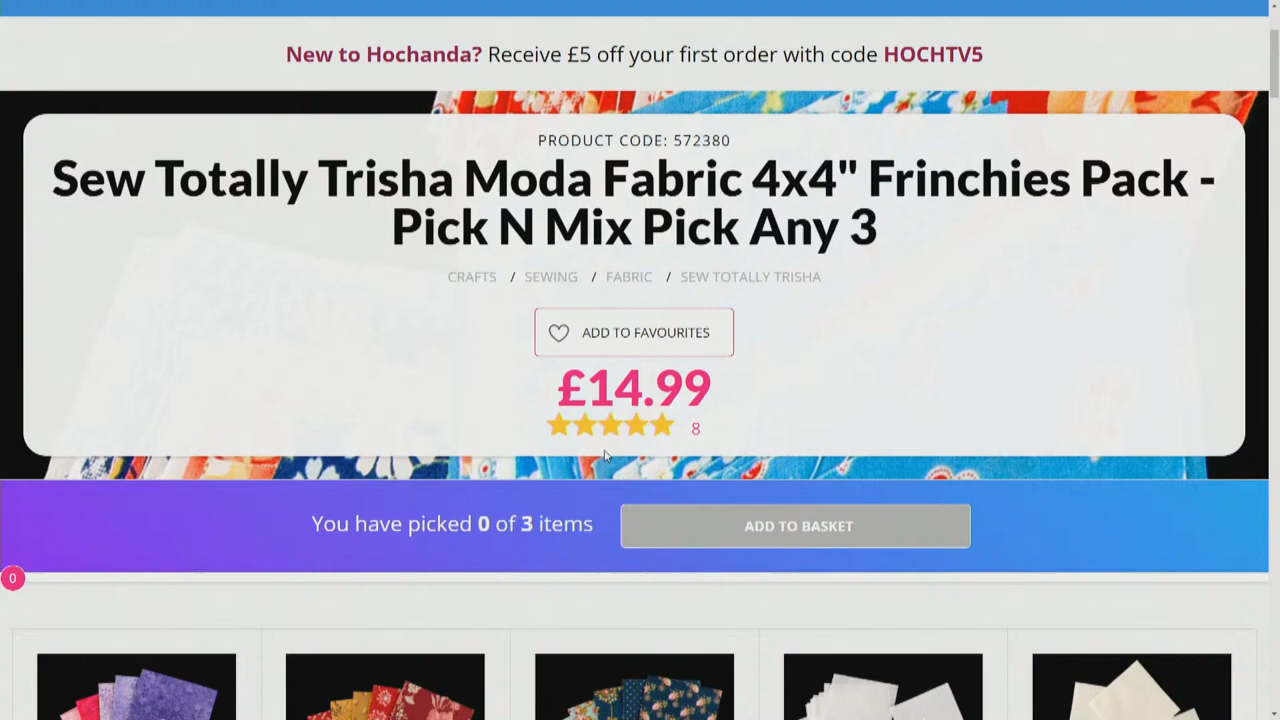 New to Hochanda? Receive £5 off your first order with code HOCHTV5
PRODUCT CODE: 572380
Sew Totally Trisha Moda Fabric 4x4" Frinchies Pack -
Pick N Mix Pick Any 3
CRAFTS / SEWING / FABRIC / SEW TOTALLY TRISHA
ADD TO FAVOURITES
£14.99
8
You have picked 0 of 3 items
ADD TO BASKET
0